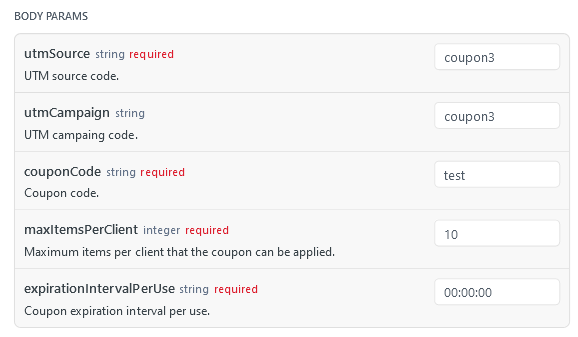 BODY PARAMS
utmSource string required
coupon3
UTM source code.
utmCampaign string
coupon3
UTM campaing code.
couponCode string required
test
Coupon code.
maxItemsPerClient integer required
10
Maximum items per client that the coupon can be applied.
expirationIntervalPerUse string required
00:00:00
Coupon expiration interval per use.